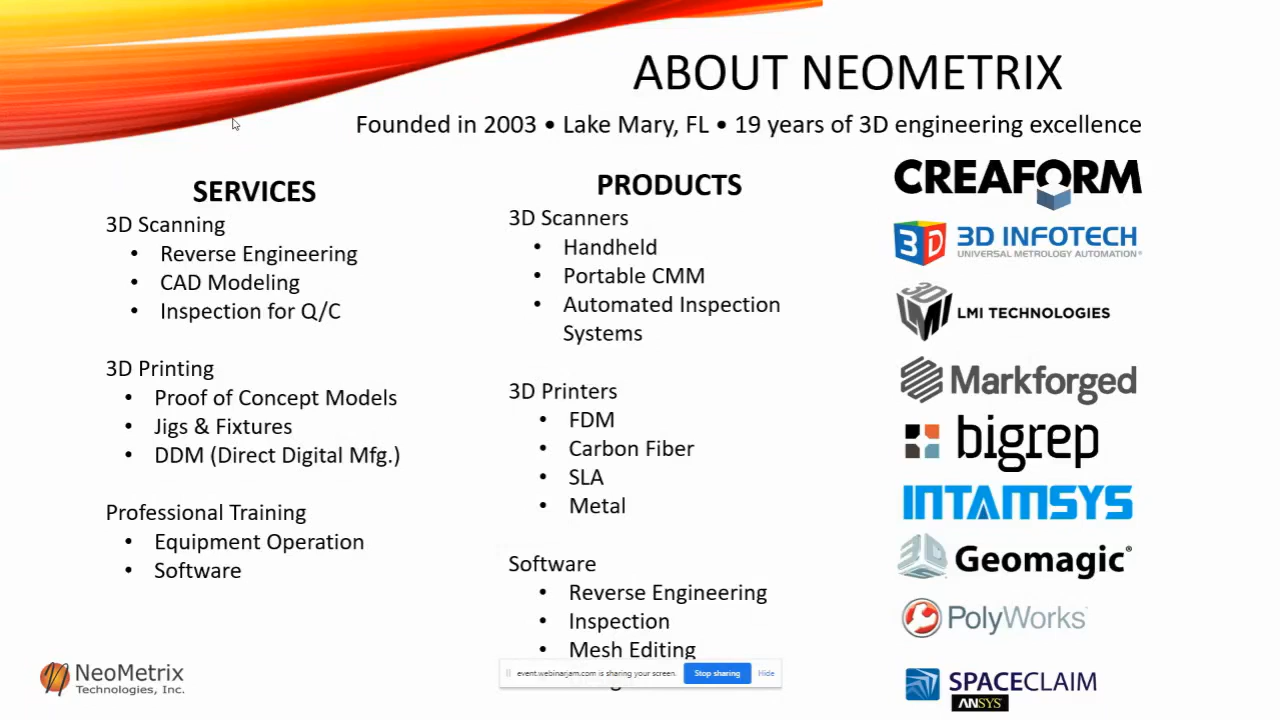 ABOUT NEOMETRIX
Founded in 2003 • Lake Mary, FL • 19 years of 3D engineering excellence
SERVICES
3D Scanning
• Reverse Engineering
• CAD Modeling
• Inspection for Q/C
3D Printing
• Proof of Concept Models
• Jigs & Fixtures
• DDM (Direct Digital Mfg.)
Professional Training
• Equipment Operation
• Software
PRODUCTS
3D Scanners
• Handheld
• Portable CMM
• Automated Inspection
Systems
3D Printers
• FDM
• Carbon Fiber
• SLA
• Metal
Software
• Reverse Engineering
• Inspection
• Mesh Editing
event.webinarjam.com is sharing your screen. Stop sharing Hide
CREAFORM
3D 3D INFOTECH
UNIVERSAL METROLOGY AUTOMATION®
3D LMI LMI TECHNOLOGIES
Markforged
bigrep
INTAMSYS
Geomagic®
PolyWorks
SPACECLAIM
ANSYS
NeoMetrix
Technologies, Inc.